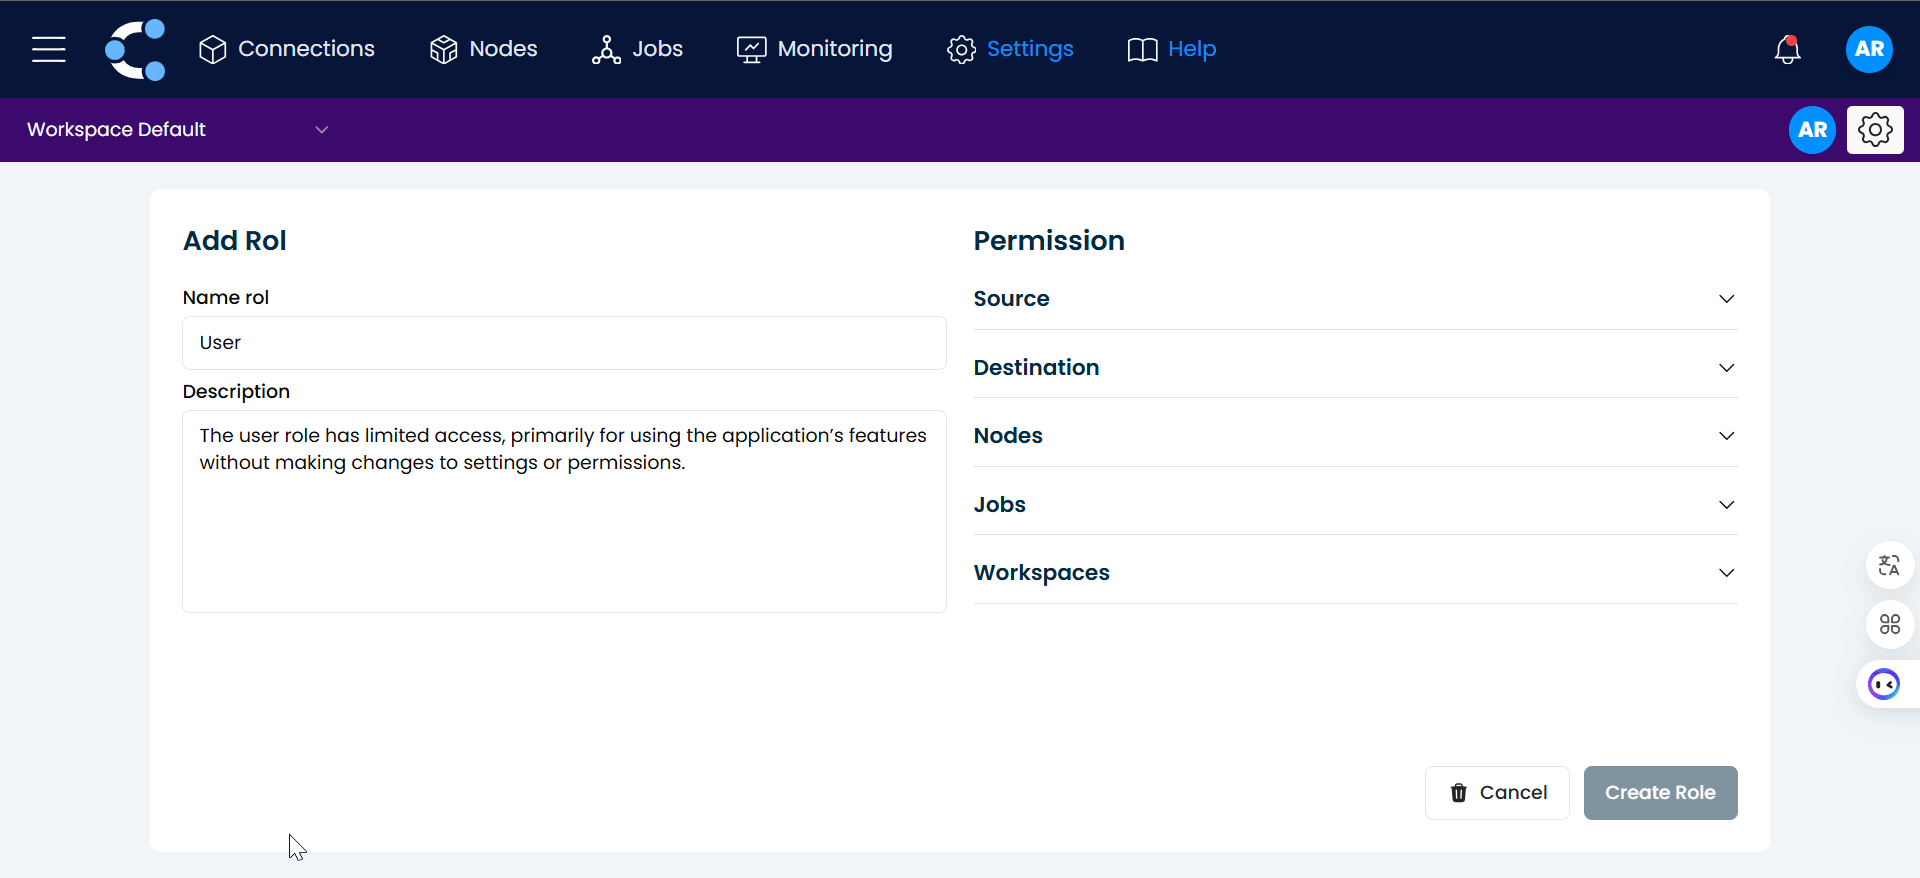 Connections
Nodes
Jobs
Monitoring
Settings
Help
AR
Workspace Default
AR
Add Rol
Name rol
User
Description
The user role has limited access, primarily for using the application’s features
without making changes to settings or permissions.
Permission
Source
Destination
Nodes
Jobs
Workspaces
Cancel
Create Role